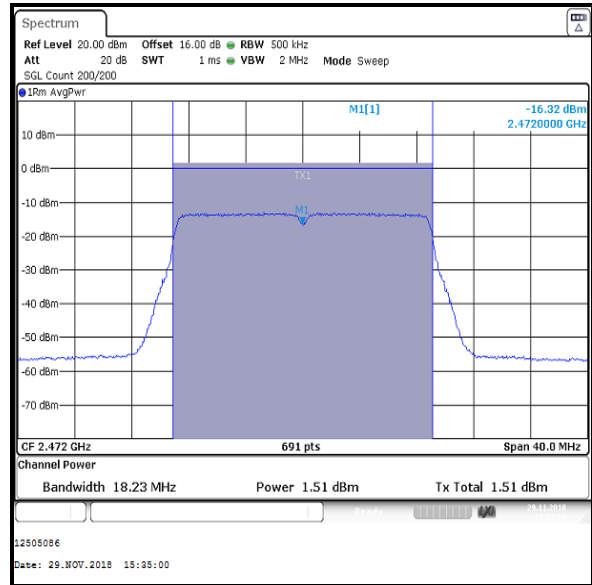 Spectrum
Ref Level 20.00 dBm Offset 16.00 dB RBW 500 kHz
Att 20 dB SWT 1 ms VBW 2 MHz Mode Sweep
SGL Count 200/200
1Rm AvgPwr
M1[1] -16.32 dBm
2.4720000 GHz
10 dBm
0 dBm
TX1
-10 dBm
M1
-20 dBm
-30 dBm
-40 dBm
-50 dBm
-60 dBm
-70 dBm
CF 2.472 GHz 691 pts Span 40.0 MHz
Channel Power
Bandwidth 18.23 MHz Power 1.51 dBm Tx Total 1.51 dBm
Ready 29.11.2018
12505086
Date: 29.NOV.2018 15:35:00